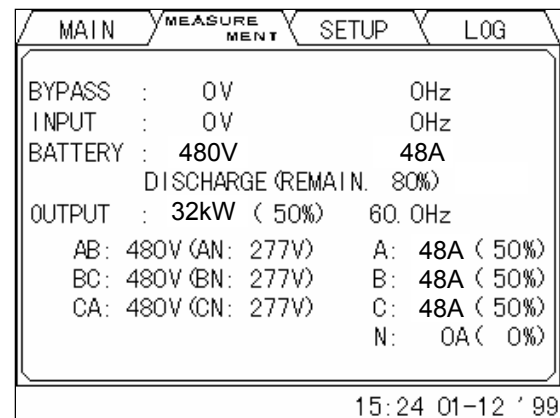 MAIN MEASUREMENT SETUP LOG
BYPASS : 0V 0Hz
INPUT : 0V 0Hz
BATTERY : 480V 48A
DISCHARGE (REMAIN. 80%)
OUTPUT : 32kW ( 50%) 60.0Hz
AB: 480V (AN: 277V) A: 48A ( 50%)
BC: 480V (BN: 277V) B: 48A ( 50%)
CA: 480V (CN: 277V) C: 48A ( 50%)
N: 0A ( 0%)
15:24 01-12 '99